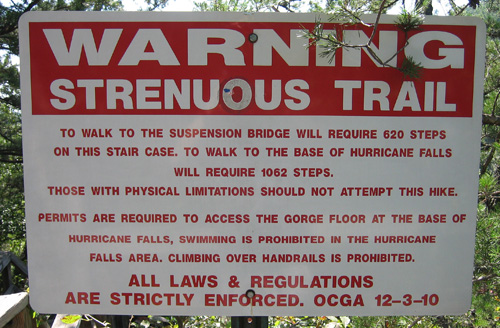 WARNING
STRENUOUS TRAIL
TO WALK TO THE SUSPENSION BRIDGE WILL REQUIRE 620 STEPS
ON THIS STAIR CASE. TO WALK TO THE BASE OF HURRICANE FALLS
WILL REQUIRE 1062 STEPS.
THOSE WITH PHYSICAL LIMITATIONS SHOULD NOT ATTEMPT THIS HIKE.
PERMITS ARE REQUIRED TO ACCESS THE GORGE FLOOR AT THE BASE OF
HURRICANE FALLS, SWIMMING IS PROHIBITED IN THE HURRICANE
FALLS AREA. CLIMBING OVER HANDRAILS IS PROHIBITED.
ALL LAWS & REGULATIONS
ARE STRICTLY ENFORCED. OCGA 12-3-10